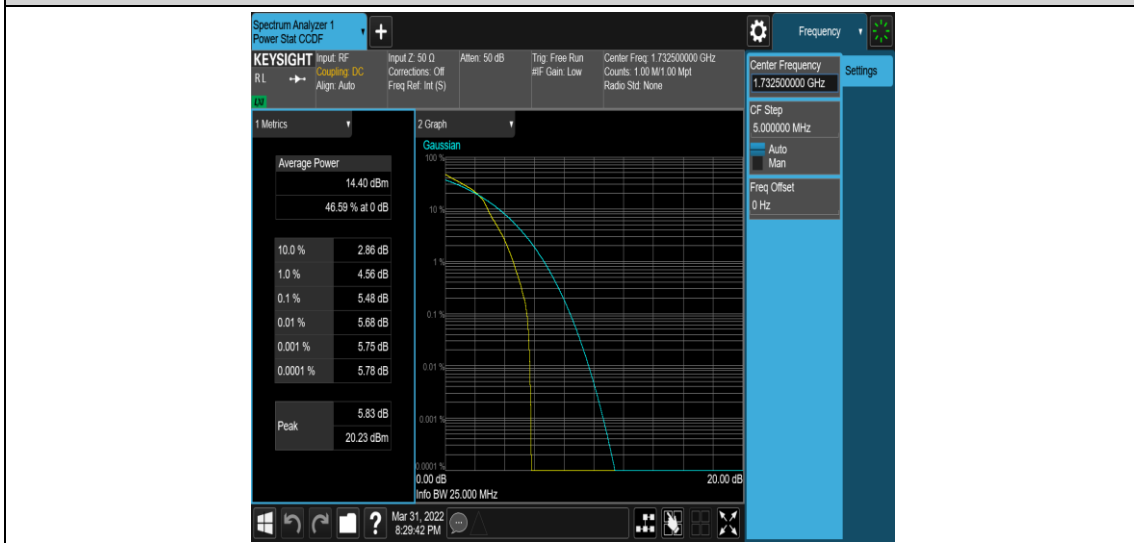 Spectrum Analyzer 1
Power Stat CCDF
Frequency
KEYSIGHT
RL
Input: RF
Coupling: DC
Align: Auto
Input Z: 50 Ω
Corrections: Off
Freq Ref: Int (S)
Atten: 50 dB
Trig: Free Run
#IF Gain: Low
Center Freq: 1.732500000 GHz
Counts: 1.00 M/1.00 Mpt
Radio Std: None
Center Frequency
1.732500000 GHz
Settings
CF Step
5.000000 MHz
Auto
Man
Freq Offset
0 Hz
1 Metrics
Average Power
14.40 dBm
46.59 % at 0 dB
10.0 % 2.86 dB
1.0 % 4.56 dB
0.1 % 5.48 dB
0.01 % 5.68 dB
0.001 % 5.75 dB
0.0001 % 5.78 dB
Peak
5.83 dB
20.23 dBm
2 Graph
Gaussian
100 %
10 %
1 %
0.1 %
0.01 %
0.001 %
0.0001 %
0.00 dB 20.00 dB
Info BW 25.000 MHz
Mar 31, 2022
8:29:42 PM